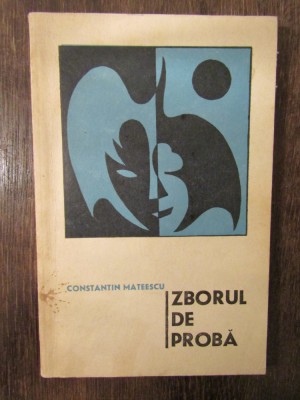 CONSTANTIN MATEESCU
ZBORUL
DE
PROBĂ